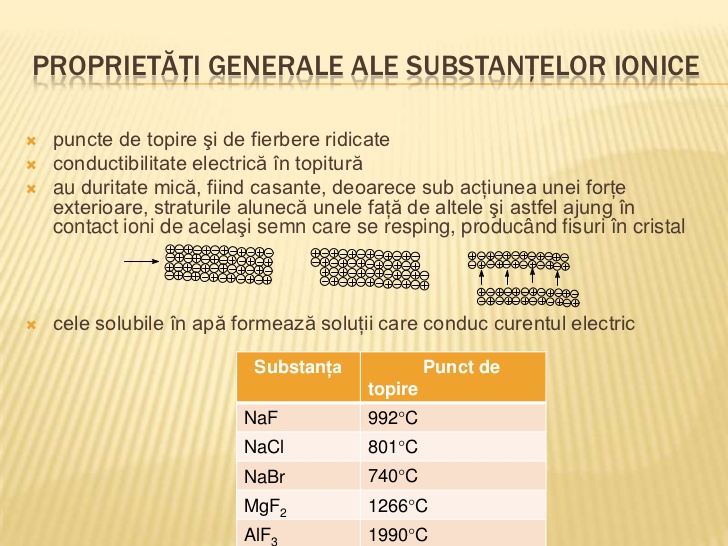 PROPRIETĂȚI GENERALE ALE SUBSTANȚELOR IONICE
puncte de topire şi de fierbere ridicate
conductibilitate electrică în topitură
au duritate mică, fiind casante, deoarece sub acțiunea unei forțe
exterioare, straturile alunecă unele față de altele şi astfel ajung în
contact ioni de acelaşi semn care se resping, producând fisuri în cristal
cele solubile în apă formează soluții care conduc curentul electric
Substanța Punct de
topire
NaF 992°C
NaCl 801°C
NaBr 740°C
MgF₂ 1266°C
AlF₃ 1990°C